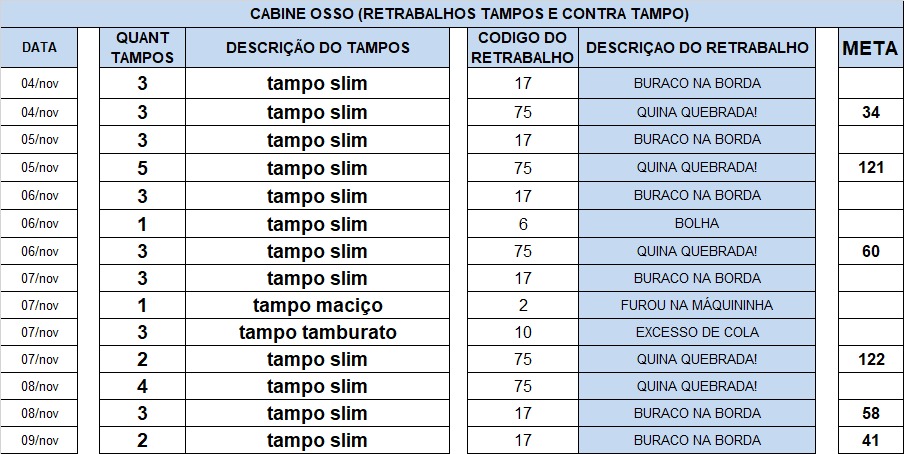 CABINE OSSO (RETRABALHOS TAMPOS E CONTRA TAMPO)
DATA QUANT TAMPOS DESCRIÇÃO DO TAMPOS CODIGO DO RETRABALHO DESCRIÇAO DO RETRABALHO META
04/nov 3 tampo slim 17 BURACO NA BORDA
04/nov 3 tampo slim 75 QUINA QUEBRADA! 34
05/nov 3 tampo slim 17 BURACO NA BORDA
05/nov 5 tampo slim 75 QUINA QUEBRADA! 121
06/nov 3 tampo slim 17 BURACO NA BORDA
06/nov 1 tampo slim 6 BOLHA
06/nov 3 tampo slim 75 QUINA QUEBRADA! 60
07/nov 3 tampo slim 17 BURACO NA BORDA
07/nov 1 tampo maciço 2 FUROU NA MÁQUININHA
07/nov 3 tampo tamburato 10 EXCESSO DE COLA
07/nov 2 tampo slim 75 QUINA QUEBRADA! 122
08/nov 4 tampo slim 75 QUINA QUEBRADA!
08/nov 3 tampo slim 17 BURACO NA BORDA 58
09/nov 2 tampo slim 17 BURACO NA BORDA 41